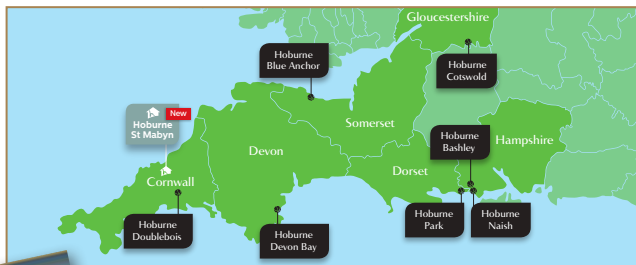 Gloucestershire
Hoburne
Blue Anchor
Hoburne
Cotswold
New
Hoburne
St Mabyn
Somerset
Hoburne
Bashley
Hampshire
Devon
Dorset
Cornwall
Hoburne
Doublebois
Hoburne
Devon Bay
Hoburne
Park
Hoburne
Naish